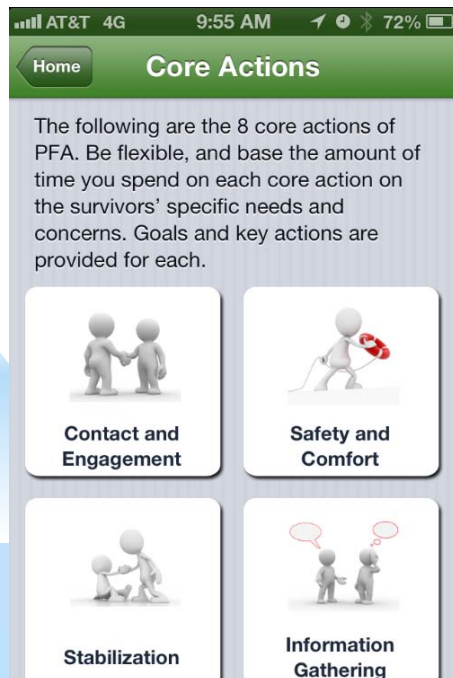 AT&T 4G 9:55 AM 72%
Home Core Actions
The following are the 8 core actions of
PFA. Be flexible, and base the amount of
time you spend on each core action on
the survivors’ specific needs and
concerns. Goals and key actions are
provided for each.
Contact and
Engagement
Safety and
Comfort
Stabilization
Information
Gathering